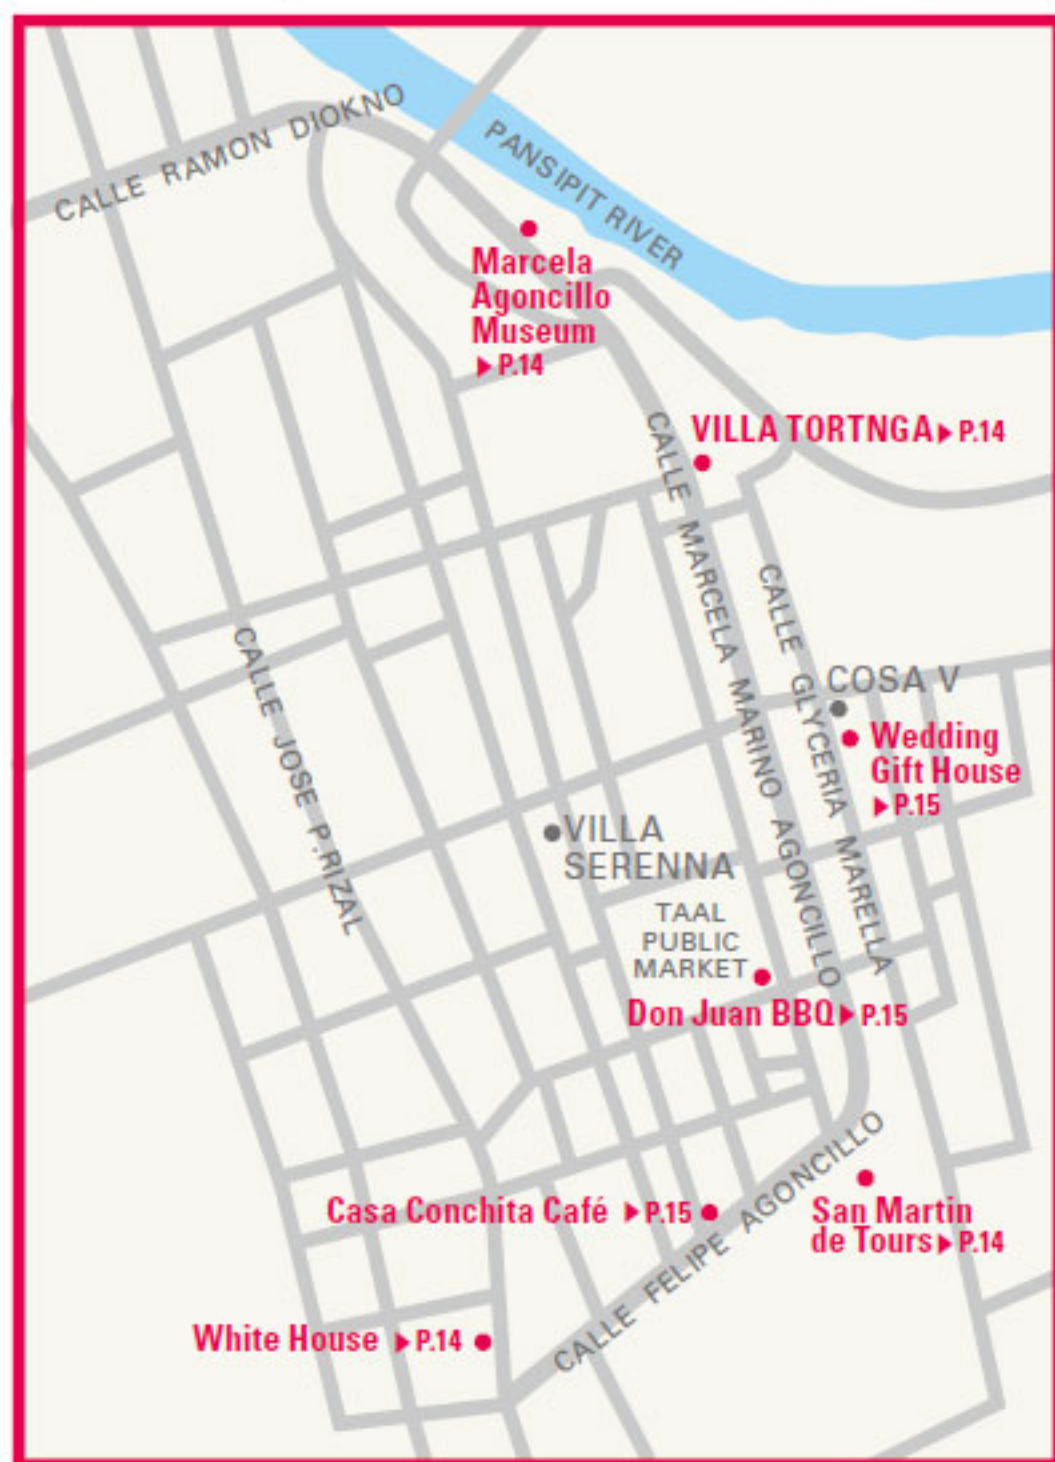 CALLE RAMON DIOKNO
PANSIPIT RIVER
Marcela
Agoncillo
Museum
▶ P.14
VILLA TORTNGA ▶ P.14
CALLE MARCELA MARINO AGONCILLO
CALLE GLYCERIA MARELLA
CALLE JOSE P.RIZAL
COSA V
Wedding
Gift House
▶ P.15
VILLA
SERENNA
TAAL
PUBLIC
MARKET
Don Juan BBQ ▶ P.15
CALLE FELIPE AGONCILLO
Casa Conchita Café ▶ P.15
San Martin
de Tours ▶ P.14
White House ▶ P.14